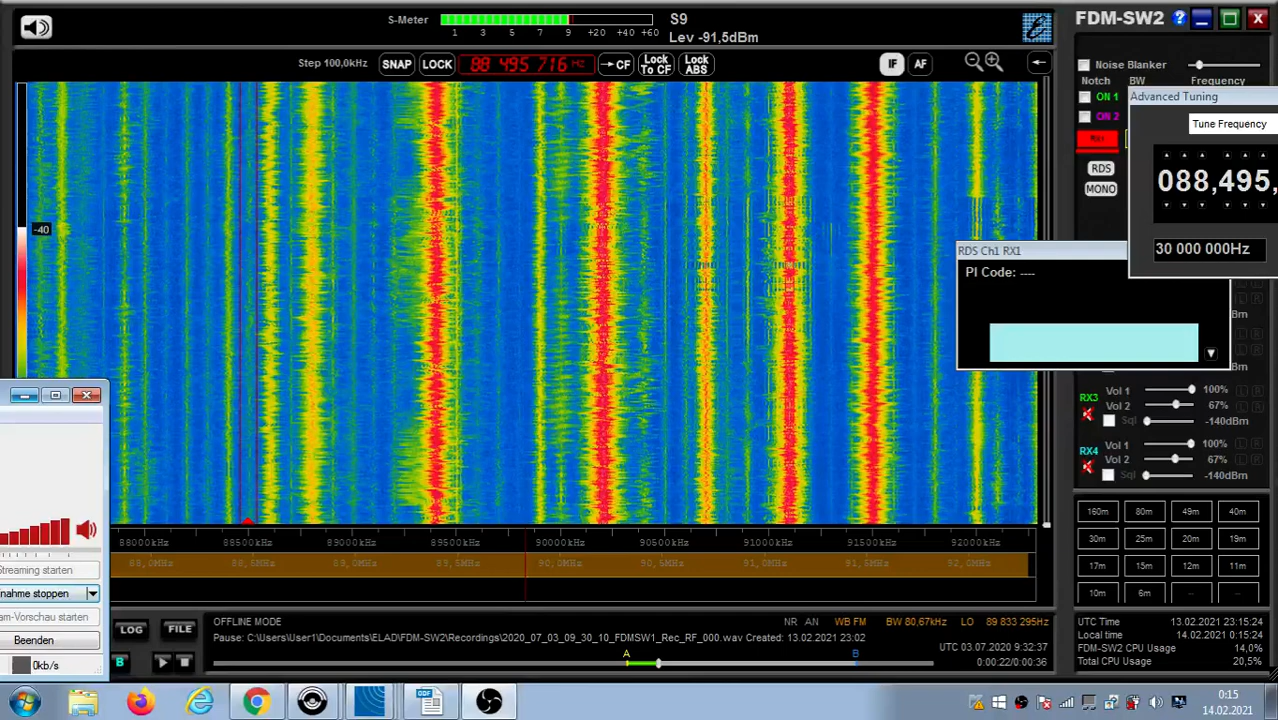 S-Meter
1 3 5 7 9 +20 +40 +60
S9
Lev -91,5dBm
FDM-SW2
Step 100,0kHz
SNAP
LOCK
88 495 716 HZ
→CF
Lock To CF
Lock ABS
IF
AF
Noise Blanker
Notch BW Frequency
ON 1
ON 2
RDS
MONO
Advanced Tuning
Tune Frequency
088,495,
30 000 000Hz
-40
RDS Ch1 RX1
PI Code: ----
RX3
Vol 1 100%
Vol 2 67%
Sql -140dBm
RX4
Vol 1 100%
Vol 2 67%
Sql -140dBm
88000kHz 88500kHz 89000kHz 89500kHz 90000kHz 90500kHz 91000kHz 91500kHz 92000kHz
160m 80m 49m 40m
30m 25m 20m 19m
17m 15m 12m 11m
10m 6m -- --
Streaming starten
nahme stoppen
am-Vorschau starten
Beenden
0kb/s
LOG
FILE
B
OFFLINE MODE
NR AN WB FM BW 80,67kHz LO 89 833 295Hz
Pause: C:\Users\User1\Documents\ELAD\FDM-SW2\Recordings\2020_07_03_09_30_10_FDMSW1_Rec_RF_000.wav Created: 13.02.2021 23:02
UTC 03.07.2020 9:32:37
A
B
0:00:22/0:00:36
UTC Time 13.02.2021 23:15:24
Local time 14.02.2021 0:15:24
FDM-SW2 CPU Usage 14,0%
Total CPU Usage 20,5%
ODF
0:15
14.02.2021